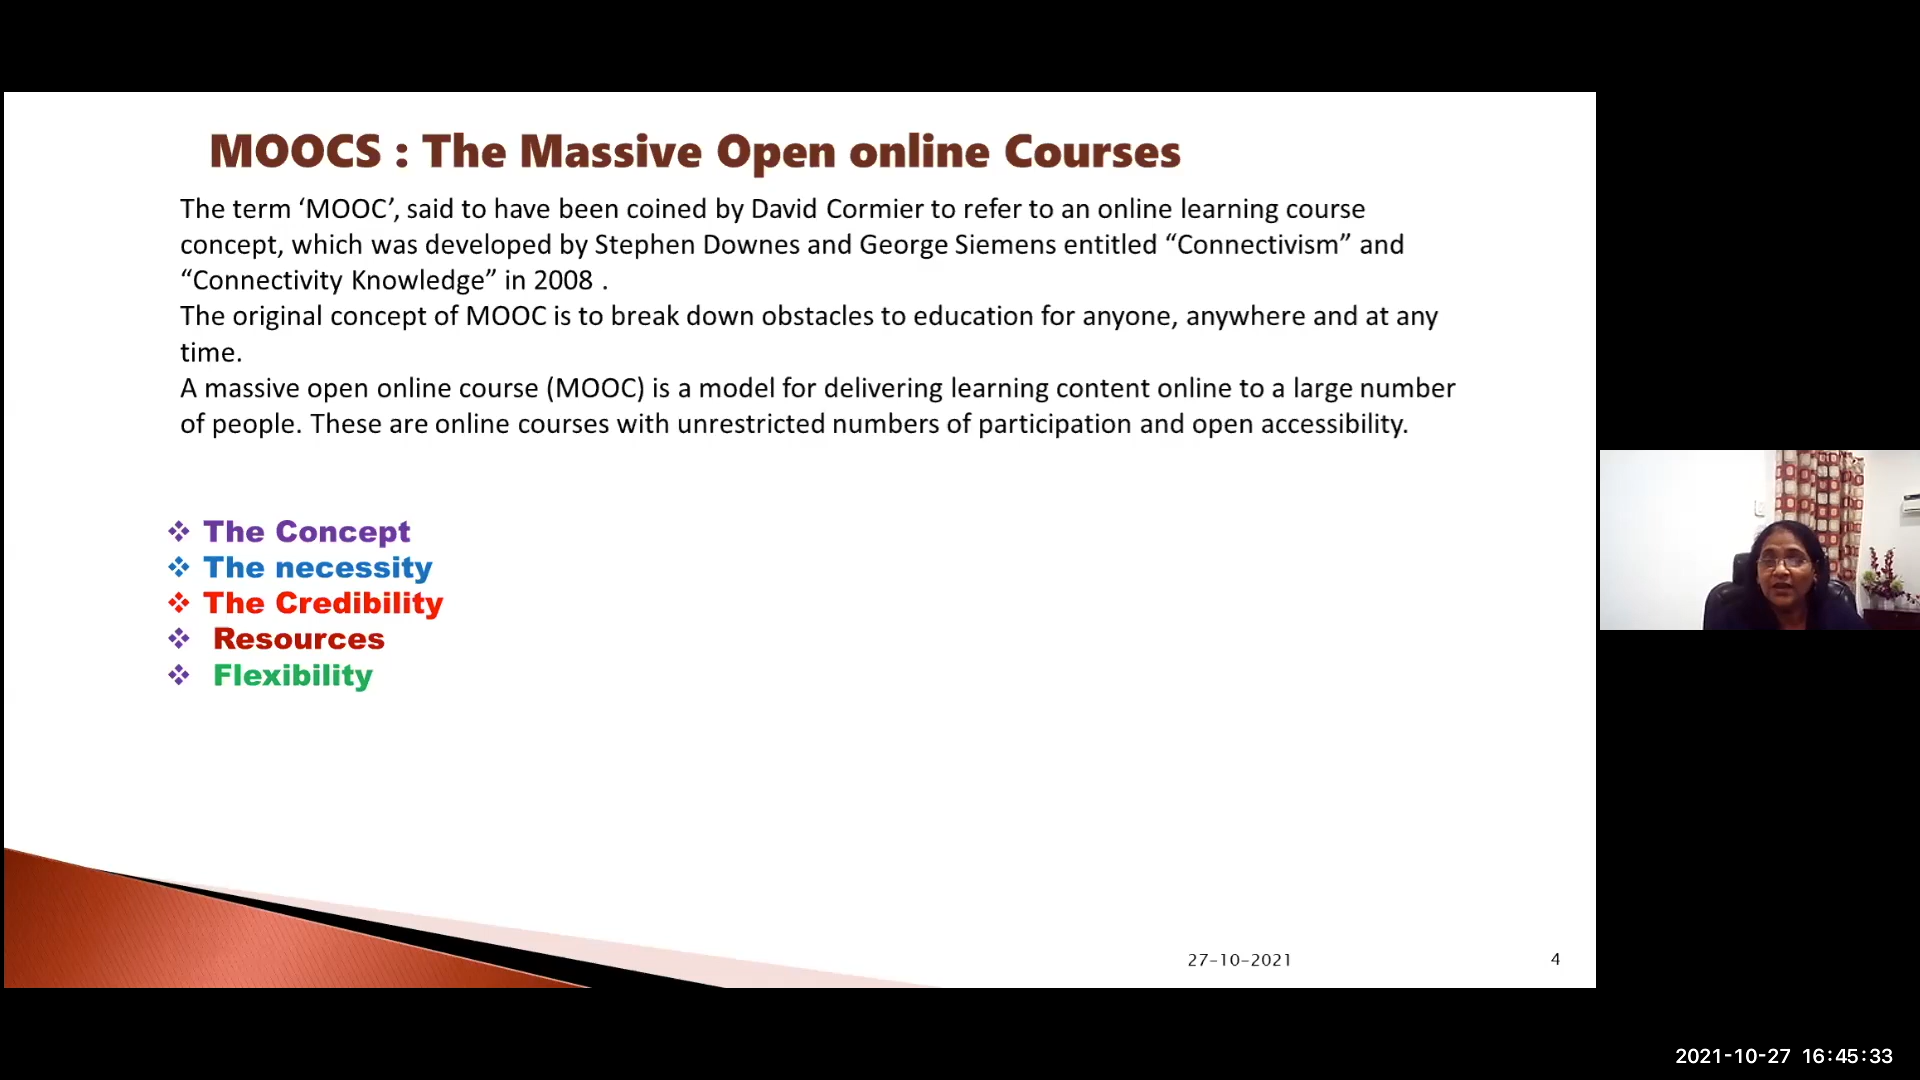 MOOCS : The Massive Open online Courses
The term ‘MOOC’, said to have been coined by David Cormier to refer to an online learning course
concept, which was developed by Stephen Downes and George Siemens entitled “Connectivism” and
“Connectivity Knowledge” in 2008 .
The original concept of MOOC is to break down obstacles to education for anyone, anywhere and at any
time.
A massive open online course (MOOC) is a model for delivering learning content online to a large number
of people. These are online courses with unrestricted numbers of participation and open accessibility.
❖ The Concept
❖ The necessity
❖ The Credibility
❖ Resources
❖ Flexibility
27-10-2021
4
2021-10-27 16:45:33